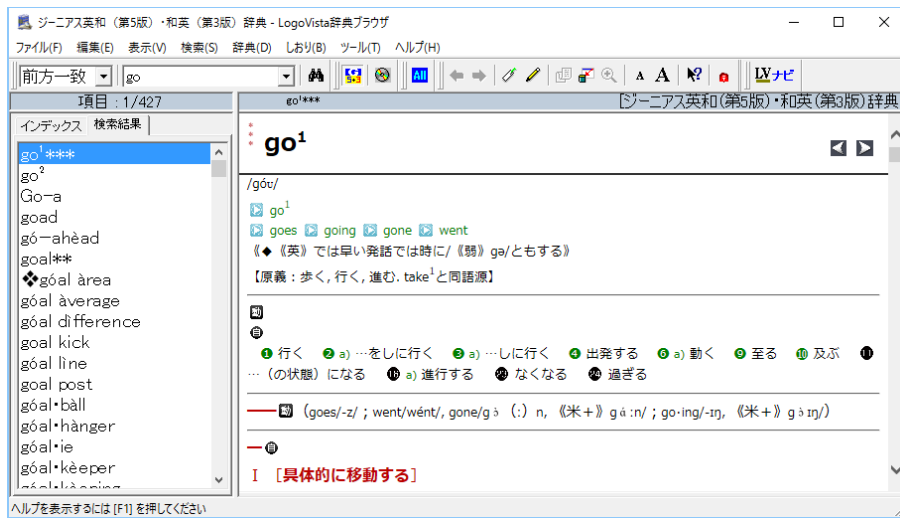 ジーニアス英和（第5版）・和英（第3版）辞典 - LogoVista辞典ブラウザ
ファイル(F) 編集(E) 表示(V) 検索(S) 辞典(D) しおり(B) ツール(T) ヘルプ(H)
前方一致 go All A A LVナビ
項目：1/427
go¹***
[ジーニアス英和（第5版）・和英（第3版）辞典
インデックス 検索結果
go¹***
go²
Go–a
goad
gó–ahèad
goal**
❖góal àrea
góal àverage
góal dìfference
goal kick
góal lìne
goal post
góal•bàll
góal•hànger
góal•ie
góal•kèeper
góal•kèeping
*** go¹
/góʊ/
go¹
goes going gone went
《◆《英》では早い発話では時に/《弱》gə/ともする》
【原義：歩く, 行く, 進む. take¹と同語源】
動
自
❶ 行く ❷ a) …をしに行く ❸ a) …しに行く ❹ 出発する ❻ a) 動く ❾ 至る ❿ 及ぶ ⓫
…（の状態）になる ⓰ a) 進行する なくなる 過ぎる
━━動 （goes/-z/ ; went/wént/, gone/gɔ́（:）n, 《米＋》gɑ́:n/ ; go·ing/-ɪŋ, 《米＋》gɔ́ɪŋ/）
━自
I ［具体的に移動する］
ヘルプを表示するには [F1] を押してください